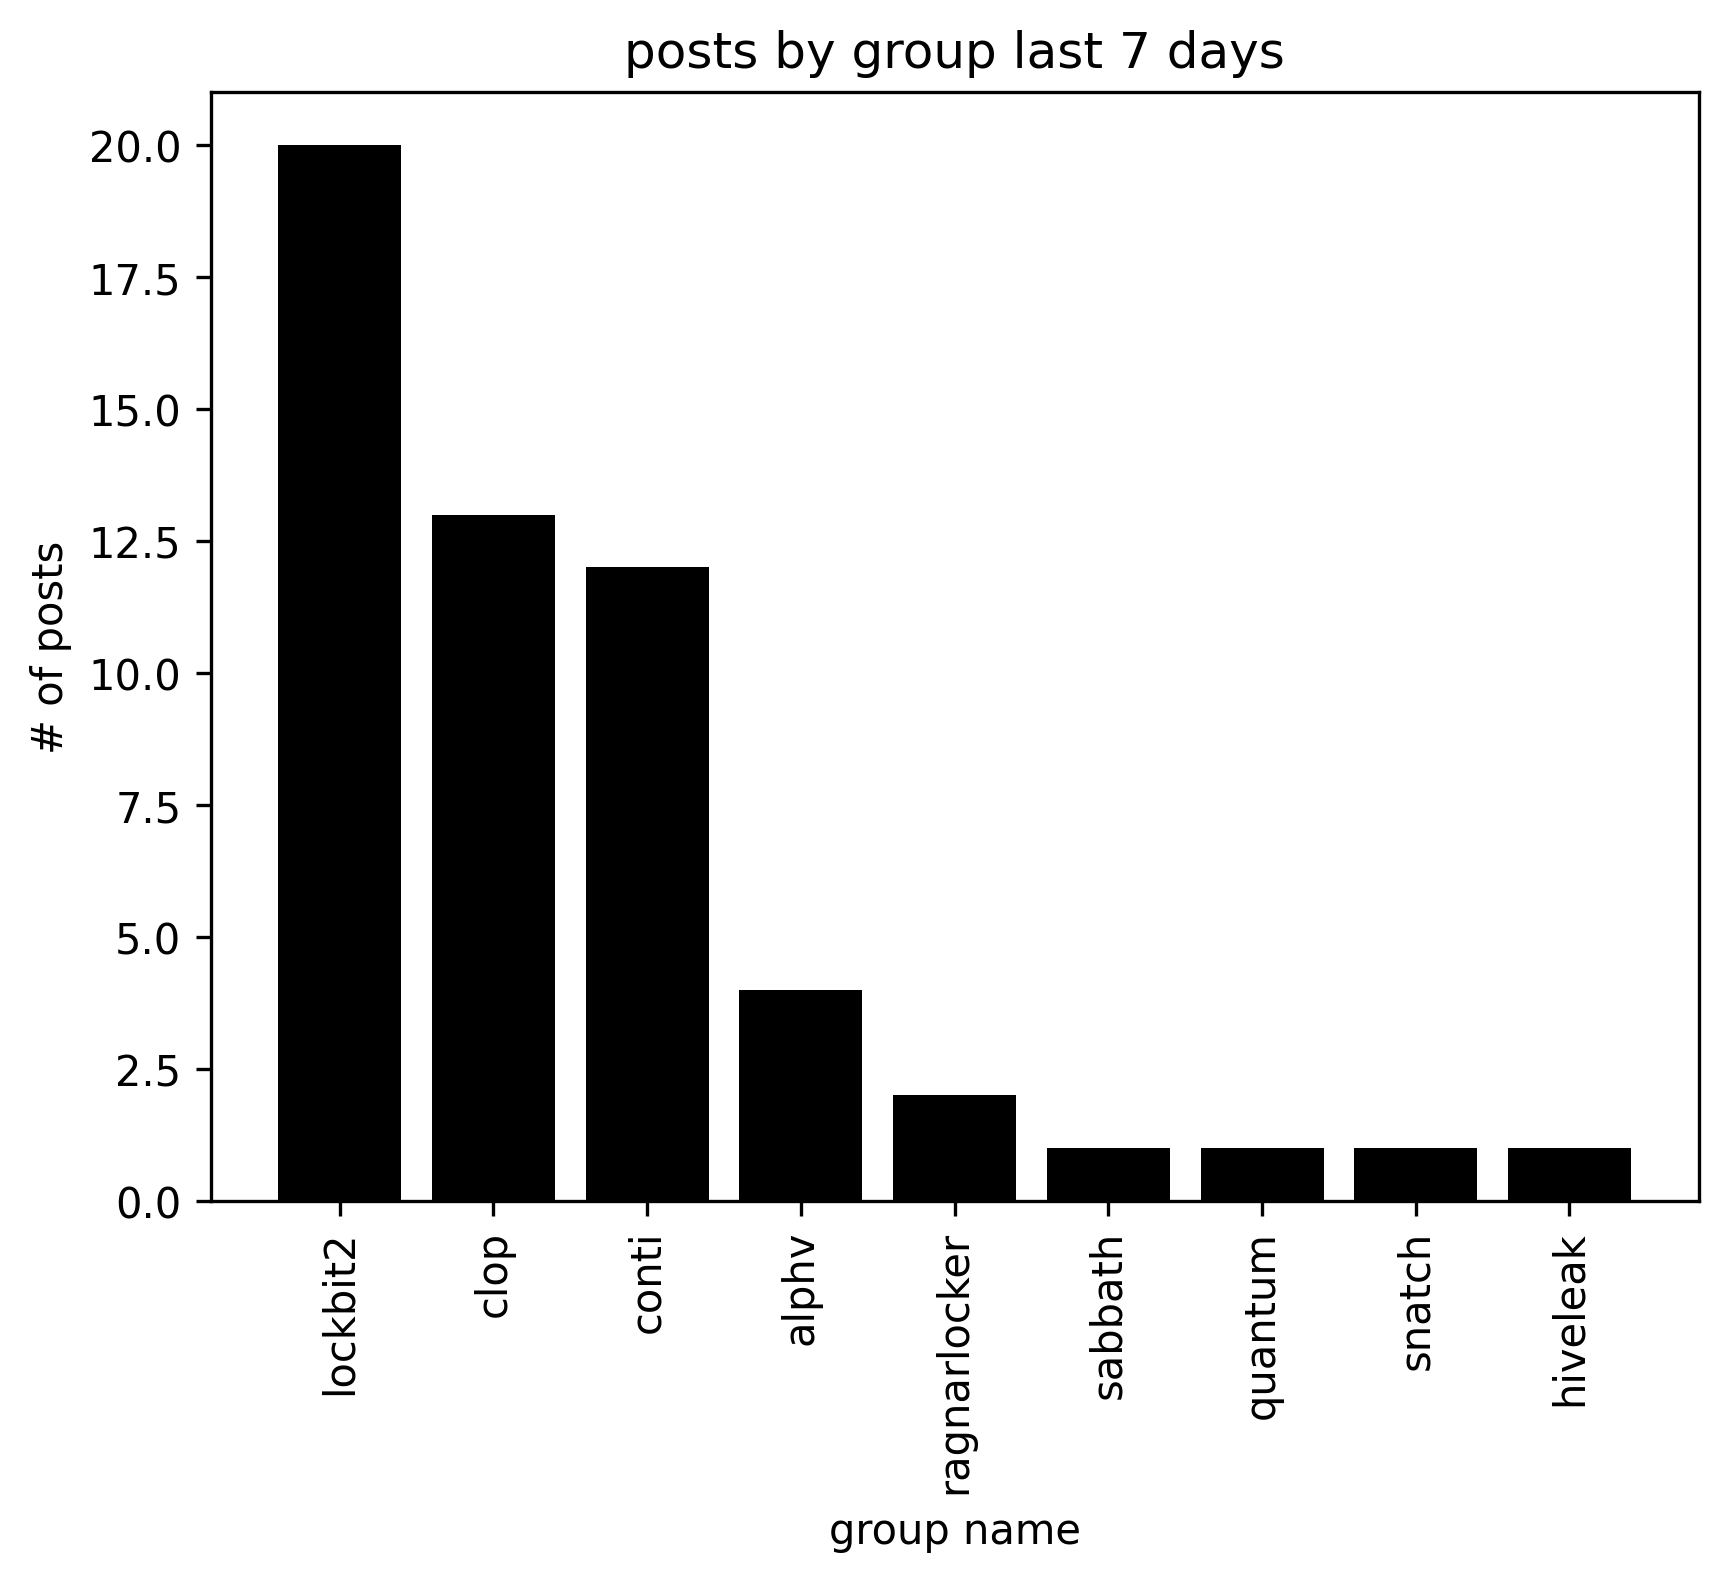 posts by group last 7 days
# of posts
20.0
17.5
15.0
12.5
10.0
7.5
5.0
2.5
0.0
lockbit2
clop
conti
alphv
ragnarlocker
sabbath
quantum
snatch
hiveleak
group name